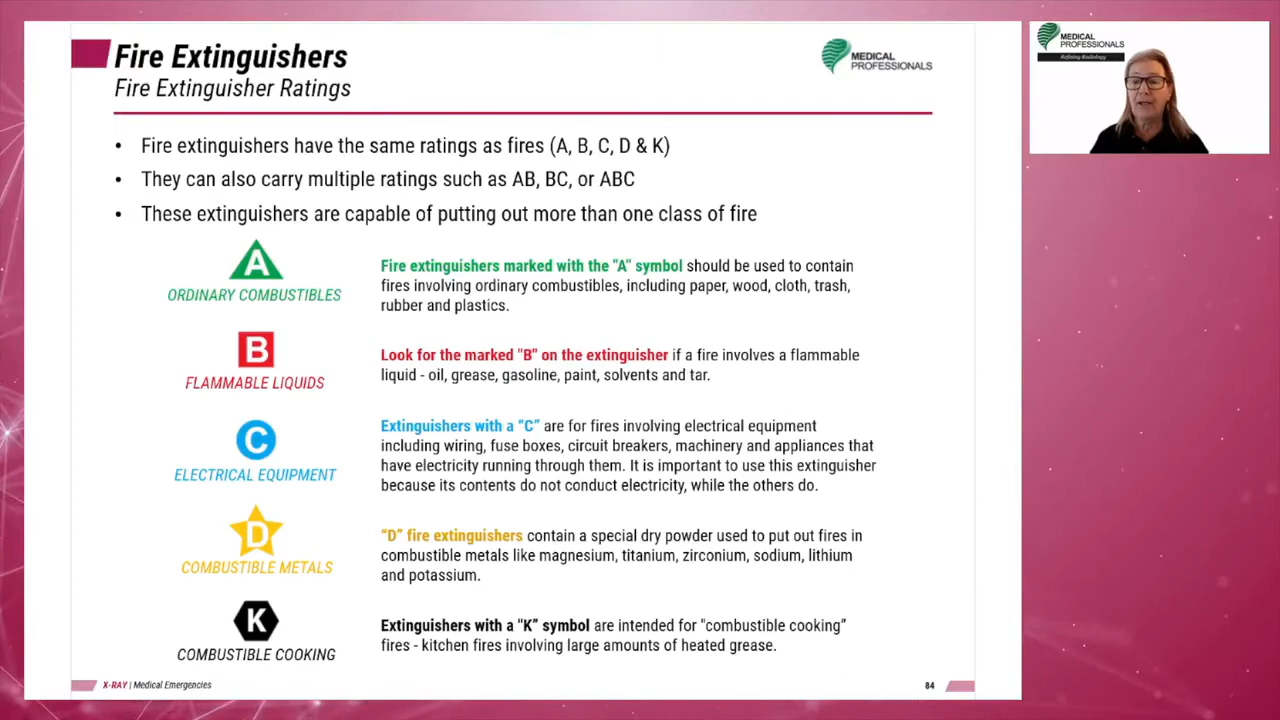 Fire Extinguishers
Fire Extinguisher Ratings
MEDICAL
PROFESSIONALS
• Fire extinguishers have the same ratings as fires (A, B, C, D & K)
• They can also carry multiple ratings such as AB, BC, or ABC
• These extinguishers are capable of putting out more than one class of fire
A
ORDINARY COMBUSTIBLES
Fire extinguishers marked with the "A" symbol should be used to contain
fires involving ordinary combustibles, including paper, wood, cloth, trash,
rubber and plastics.
B
FLAMMABLE LIQUIDS
Look for the marked "B" on the extinguisher if a fire involves a flammable
liquid - oil, grease, gasoline, paint, solvents and tar.
C
ELECTRICAL EQUIPMENT
Extinguishers with a “C” are for fires involving electrical equipment
including wiring, fuse boxes, circuit breakers, machinery and appliances that
have electricity running through them. It is important to use this extinguisher
because its contents do not conduct electricity, while the others do.
D
COMBUSTIBLE METALS
“D” fire extinguishers contain a special dry powder used to put out fires in
combustible metals like magnesium, titanium, zirconium, sodium, lithium
and potassium.
K
COMBUSTIBLE COOKING
Extinguishers with a "K” symbol are intended for "combustible cooking”
fires - kitchen fires involving large amounts of heated grease.
X-RAY | Medical Emergencies
84
MEDICAL
PROFESSIONALS
Refining Radiology